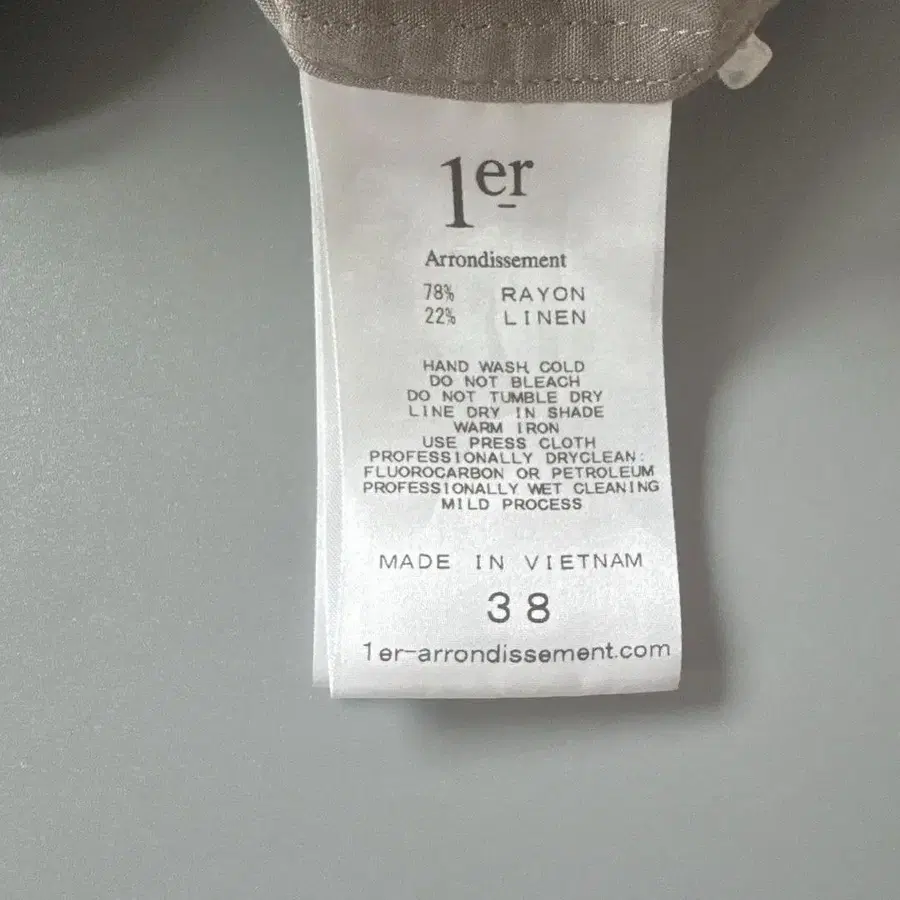 1er
Arrondissement
78% RAYON
22% LINEN
HAND WASH COLD
DO NOT BLEACH
DO NOT TUMBLE DRY
LINE DRY IN SHADE
WARM IRON
USE PRESS CLOTH
PROFESSIONALLY DRYCLEAN:
FLUOROCARBON OR PETROLEUM
PROFESSIONALLY WET CLEANING
MILD PROCESS
MADE IN VIETNAM
38
1er-arrondissement.com